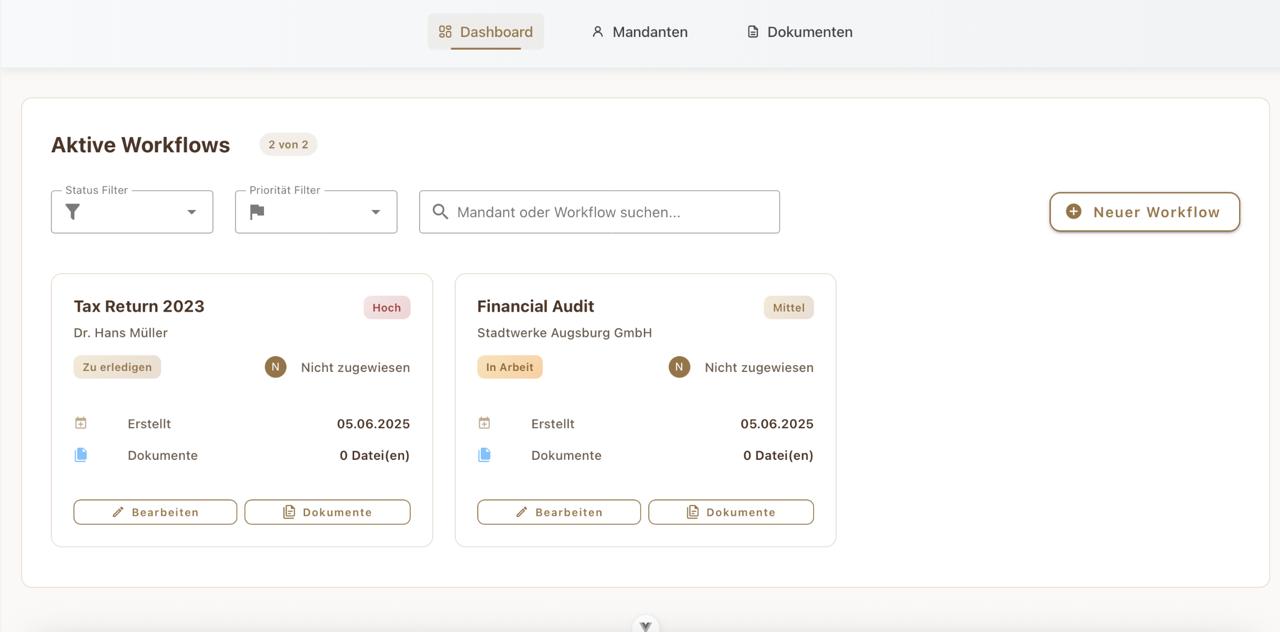 Dashboard
Mandanten
Dokumenten
Aktive Workflows
2 von 2
Status Filter
Priorität Filter
Mandant oder Workflow suchen...
Neuer Workflow
Tax Return 2023
Hoch
Dr. Hans Müller
Zu erledigen
N
Nicht zugewiesen
Erstellt
05.06.2025
Dokumente
0 Datei(en)
Bearbeiten
Dokumente
Financial Audit
Mittel
Stadtwerke Augsburg GmbH
In Arbeit
N
Nicht zugewiesen
Erstellt
05.06.2025
Dokumente
0 Datei(en)
Bearbeiten
Dokumente